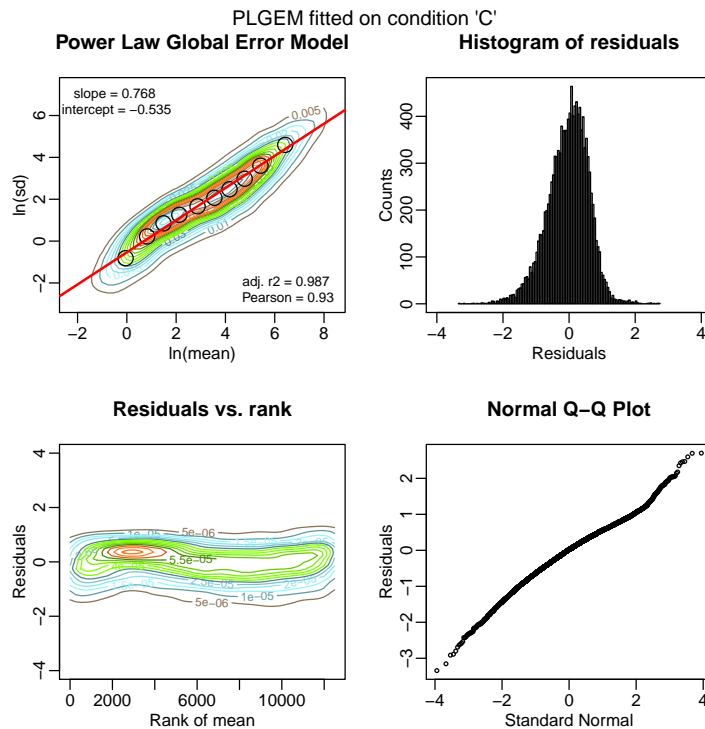 PLGEM fitted on condition 'C'
Power Law Global Error Model
slope = 0.768
intercept = −0.535
0.005
0.03
0.01
adj. r2 = 0.987
Pearson = 0.93
ln(sd)
−2 0 2 4 6
−2 0 2 4 6 8
ln(mean)
Histogram of residuals
Counts
0 100 200 300 400
−4 −2 0 2 4
Residuals
Residuals vs. rank
Residuals
−4 −2 0 2 4
5e−06
5.5e−05
1e−05
5e−06
0 2000 6000 10000
Rank of mean
Normal Q−Q Plot
Residuals
−3 −2 −1 0 1 2
−4 −2 0 2 4
Standard Normal